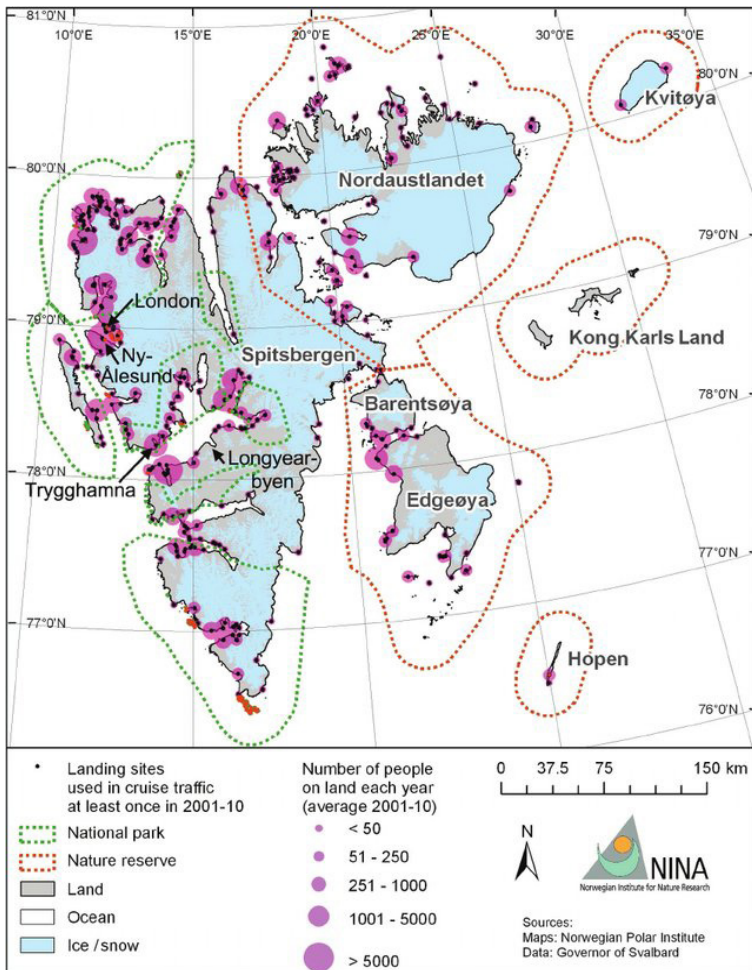 81°0'N
10°0'E
15°0'E
20°0'E
25°0'E
30°0'E
35°0'E
80°0'N
Kvitøya
80°0'N
Nordaustlandet
79°0'N
London
79°0'N
Kong Karls Land
Ny-
Ålesund
Spitsbergen
78°0'N
Barentsøya
78°0'N
Longyear-
byen
Trygghamna
Edgeøya
77°0'N
77°0'N
Hopen
76°0'N
Landing sites
used in cruise traffic
at least once in 2001-10
National park
Nature reserve
Land
Ocean
Ice / snow
Number of people
on land each year
(average 2001-10)
< 50
51 - 250
251 - 1000
1001 - 5000
> 5000
0 37.5 75 150 km
N
NINA
Norwegian Institute for Nature Research
Sources:
Maps: Norwegian Polar Institute
Data: Governor of Svalbard